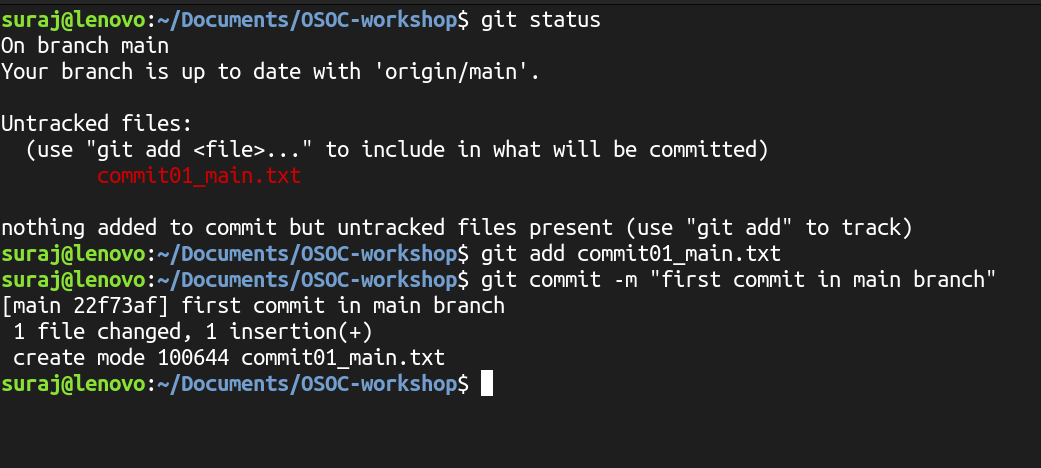 suraj@lenovo:~/Documents/OSOC-workshop$ git status
On branch main
Your branch is up to date with 'origin/main'.

Untracked files:
  (use "git add <file>..." to include in what will be committed)
        commit01_main.txt

nothing added to commit but untracked files present (use "git add" to track)
suraj@lenovo:~/Documents/OSOC-workshop$ git add commit01_main.txt
suraj@lenovo:~/Documents/OSOC-workshop$ git commit -m "first commit in main branch"
[main 22f73af] first commit in main branch
 1 file changed, 1 insertion(+)
 create mode 100644 commit01_main.txt
suraj@lenovo:~/Documents/OSOC-workshop$